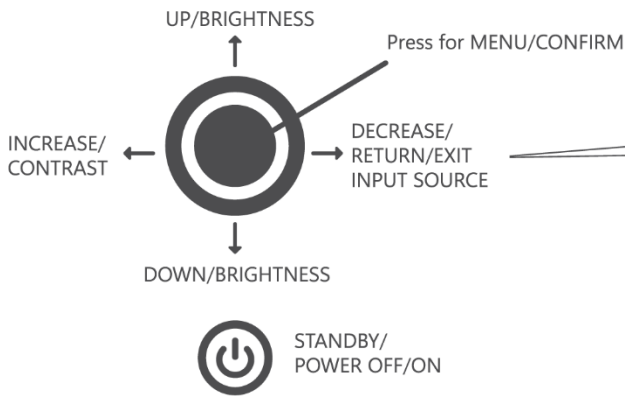 UP/BRIGHTNESS
Press for MENU/CONFIRM
INCREASE/
CONTRAST
DECREASE/
RETURN/EXIT
INPUT SOURCE
DOWN/BRIGHTNESS
STANDBY/
POWER OFF/ON